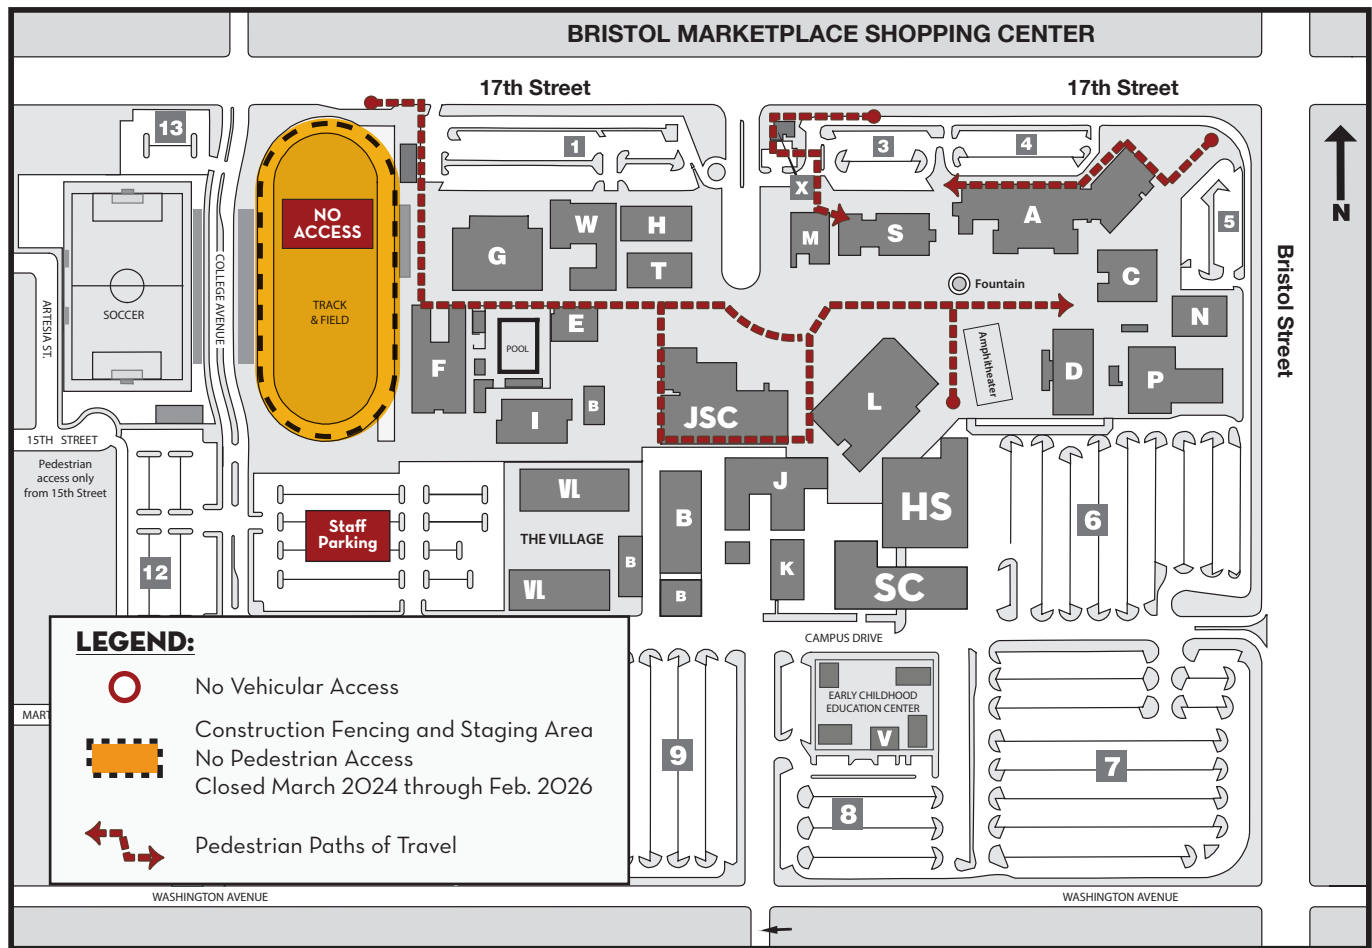 BRISTOL MARKETPLACE SHOPPING CENTER
17th Street
17th Street
13
1
3
4
5
X
N
NO
ACCESS
TRACK
& FIELD
SOCCER
COLLEGE AVENUE
ARTESIA ST.
G
W
H
T
M
S
A
C
N
Fountain
Bristol Street
F
POOL
E
I
B
JSC
L
Amphitheater
D
P
15TH STREET
Pedestrian
access only
from 15th Street
12
Staff
Parking
VL
THE VILLAGE
VL
B
B
B
J
K
HS
SC
6
CAMPUS DRIVE
EARLY CHILDHOOD
EDUCATION CENTER
V
9
8
7
MART
LEGEND:
No Vehicular Access
Construction Fencing and Staging Area
No Pedestrian Access
Closed March 2024 through Feb. 2026
Pedestrian Paths of Travel
WASHINGTON AVENUE
WASHINGTON AVENUE